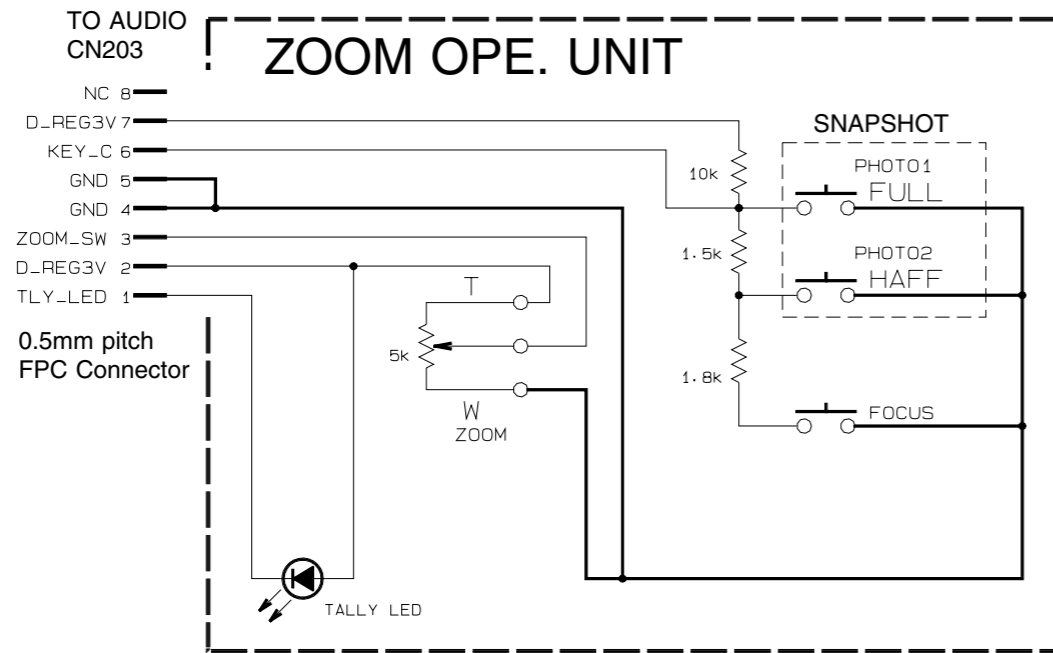 TO AUDIO
CN203
ZOOM OPE. UNIT
NC 8
D_REG3V 7
KEY_C 6
GND 5
GND 4
ZOOM_SW 3
D_REG3V 2
TLY_LED 1
0.5mm pitch
FPC Connector
SNAPSHOT
10k
PHOTO1
FULL
1.5k
PHOTO2
HAFF
1.8k
FOCUS
T
5k
W
ZOOM
TALLY LED